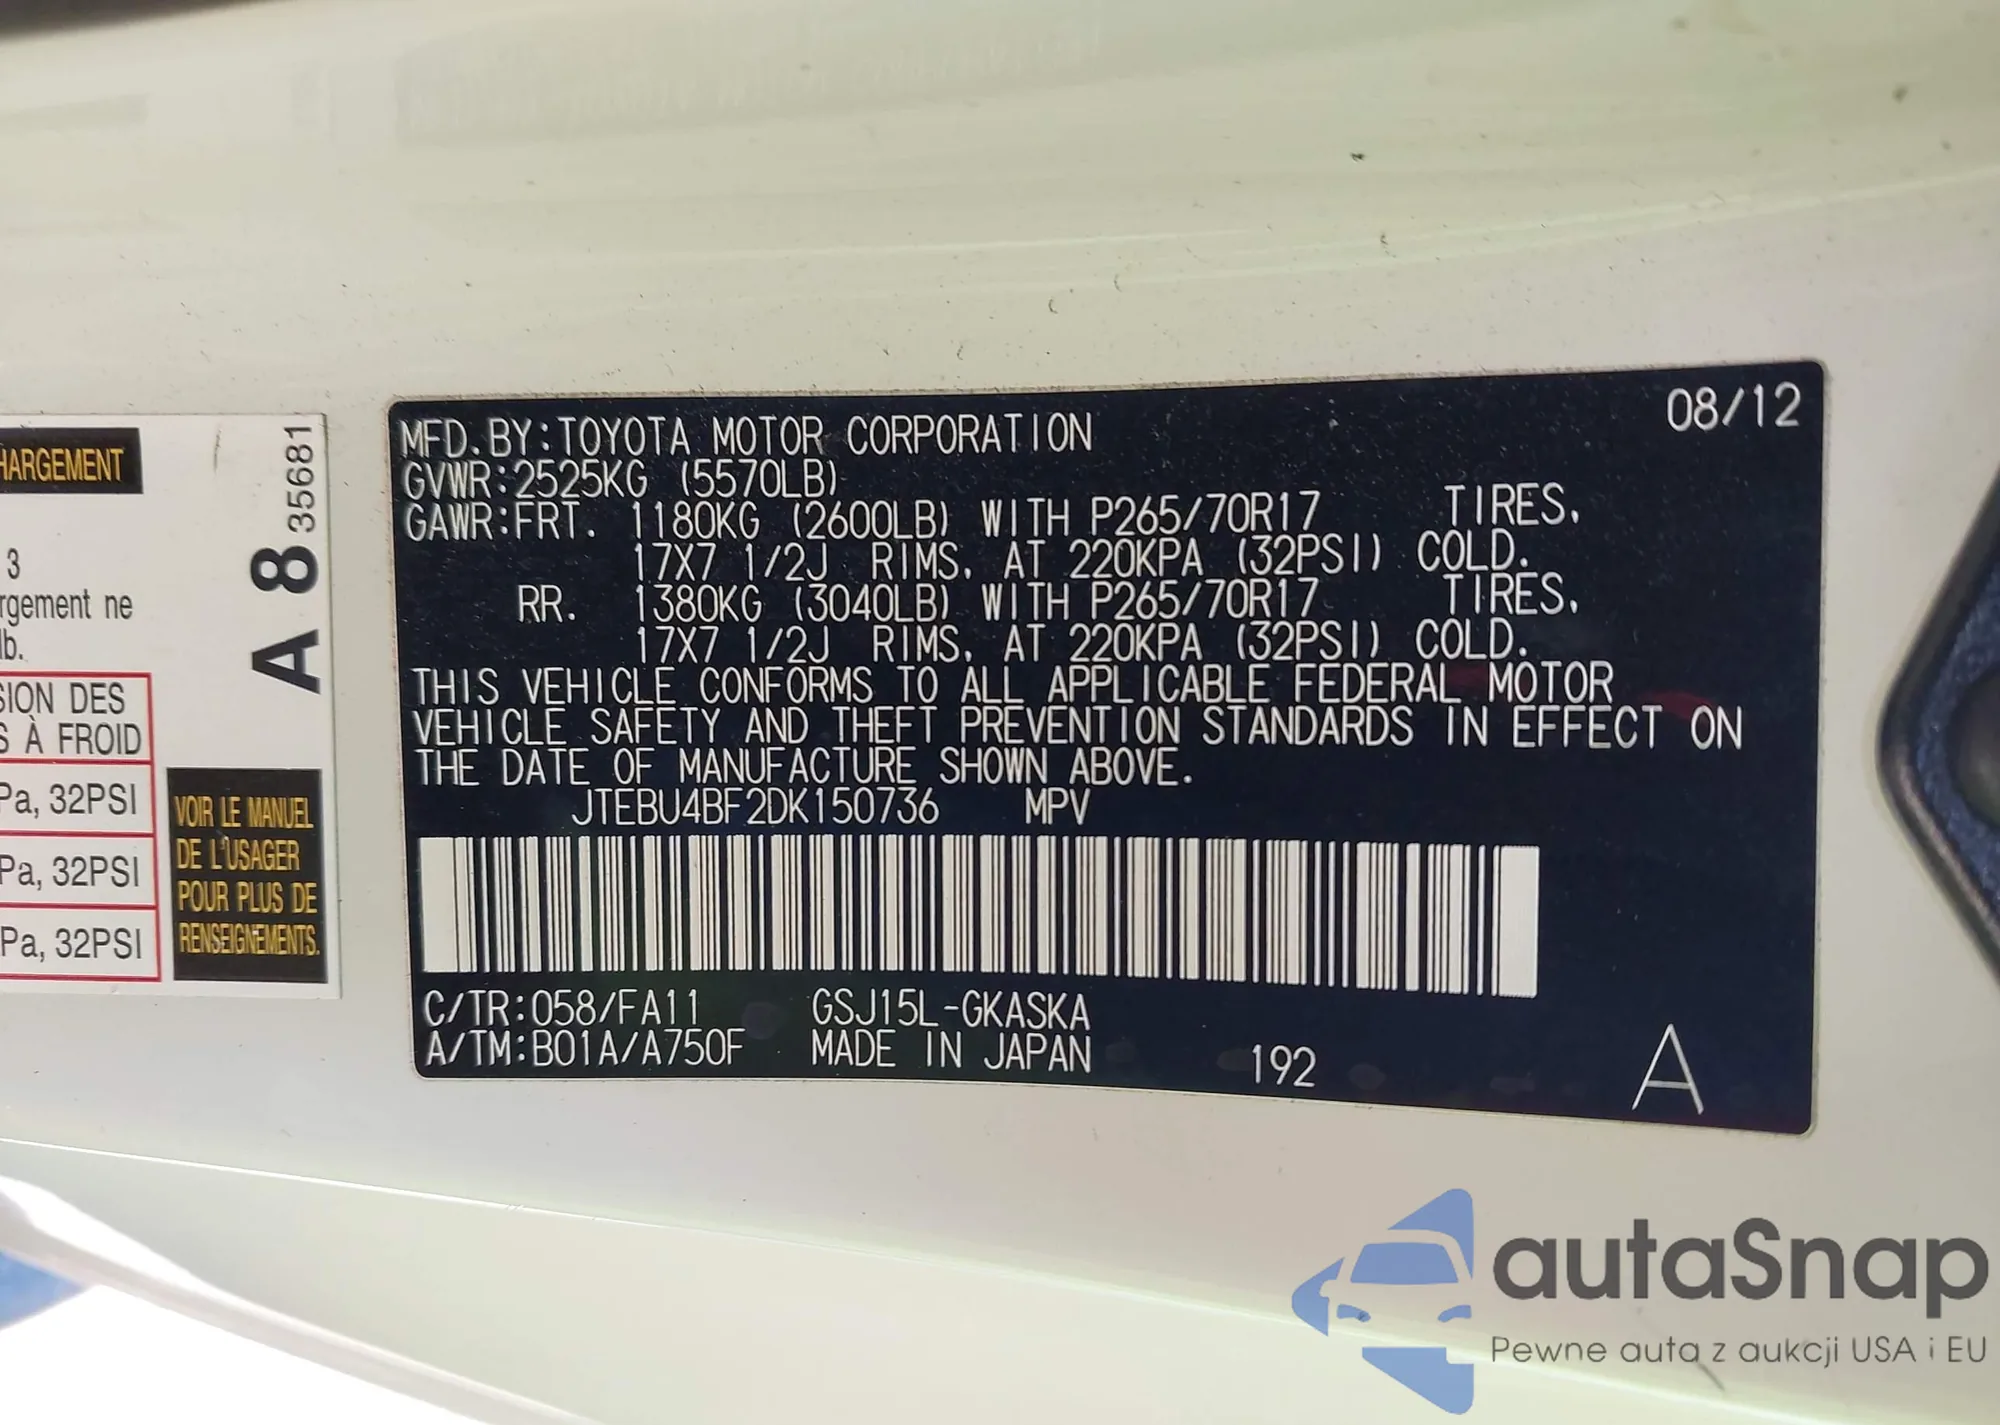 HARGEMENT
3
rgement ne
lb.
SION DES
S À FROID
Pa, 32PSI
Pa, 32PSI
Pa, 32PSI
A 8 35681
VOIR LE MANUEL
DE L'USAGER
POUR PLUS DE
RENSEIGNEMENTS.
08/12
MFD.BY:TOYOTA MOTOR CORPORATION
GVWR:2525KG (5570LB)
GAWR:FRT. 1180KG (2600LB) WITH P265/70R17 TIRES,
17X7 1/2J RIMS, AT 220KPA (32PSI) COLD.
RR. 1380KG (3040LB) WITH P265/70R17 TIRES,
17X7 1/2J RIMS, AT 220KPA (32PSI) COLD.
THIS VEHICLE CONFORMS TO ALL APPLICABLE FEDERAL MOTOR
VEHICLE SAFETY AND THEFT PREVENTION STANDARDS IN EFFECT ON
THE DATE OF MANUFACTURE SHOWN ABOVE.
JTEBU4BF2DK150736 MPV
C/TR:058/FA11 GSJ15L-GKASKA
A/TM:B01A/A750F MADE IN JAPAN 192 A
autaSnap
Pewne auta z aukcji USA i EU